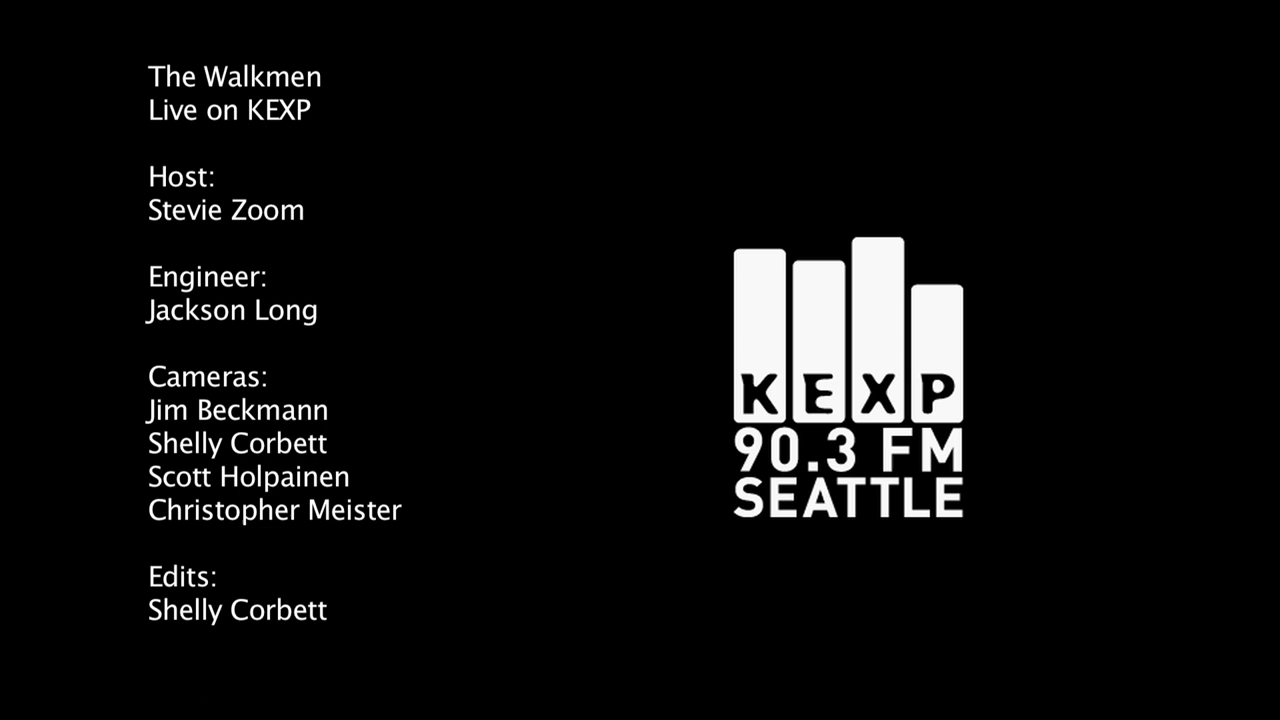 The Walkmen
Live on KEXP
Host:
Stevie Zoom
Engineer:
Jackson Long
Cameras:
Jim Beckmann
Shelly Corbett
Scott Holpainen
Christopher Meister
Edits:
Shelly Corbett
KEXP
90.3 FM
SEATTLE